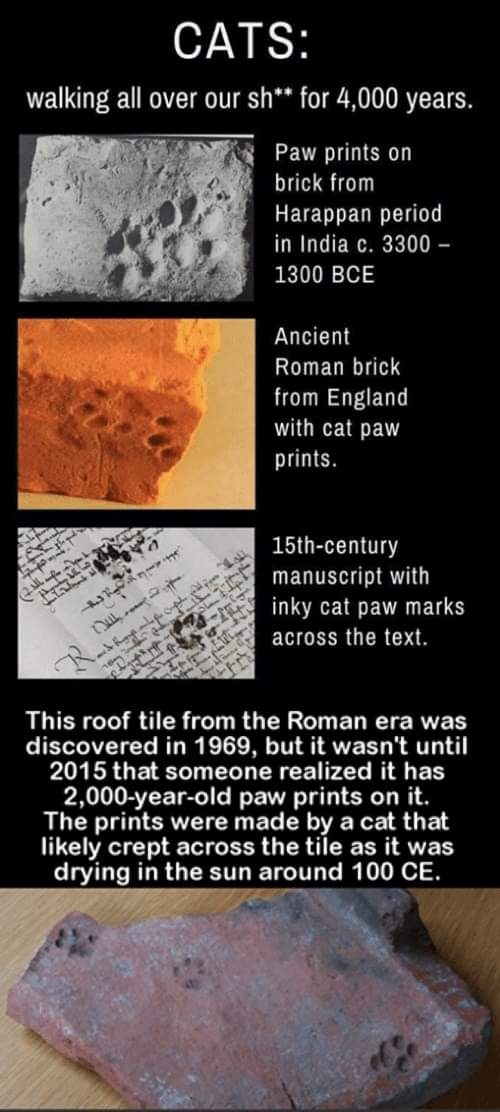 CATS:
walking all over our sh** for 4,000 years.
Paw prints on
brick from
Harappan period
in India c. 3300 –
1300 BCE
Ancient
Roman brick
from England
with cat paw
prints.
15th-century
manuscript with
inky cat paw marks
across the text.
This roof tile from the Roman era was
discovered in 1969, but it wasn't until
2015 that someone realized it has
2,000-year-old paw prints on it.
The prints were made by a cat that
likely crept across the tile as it was
drying in the sun around 100 CE.